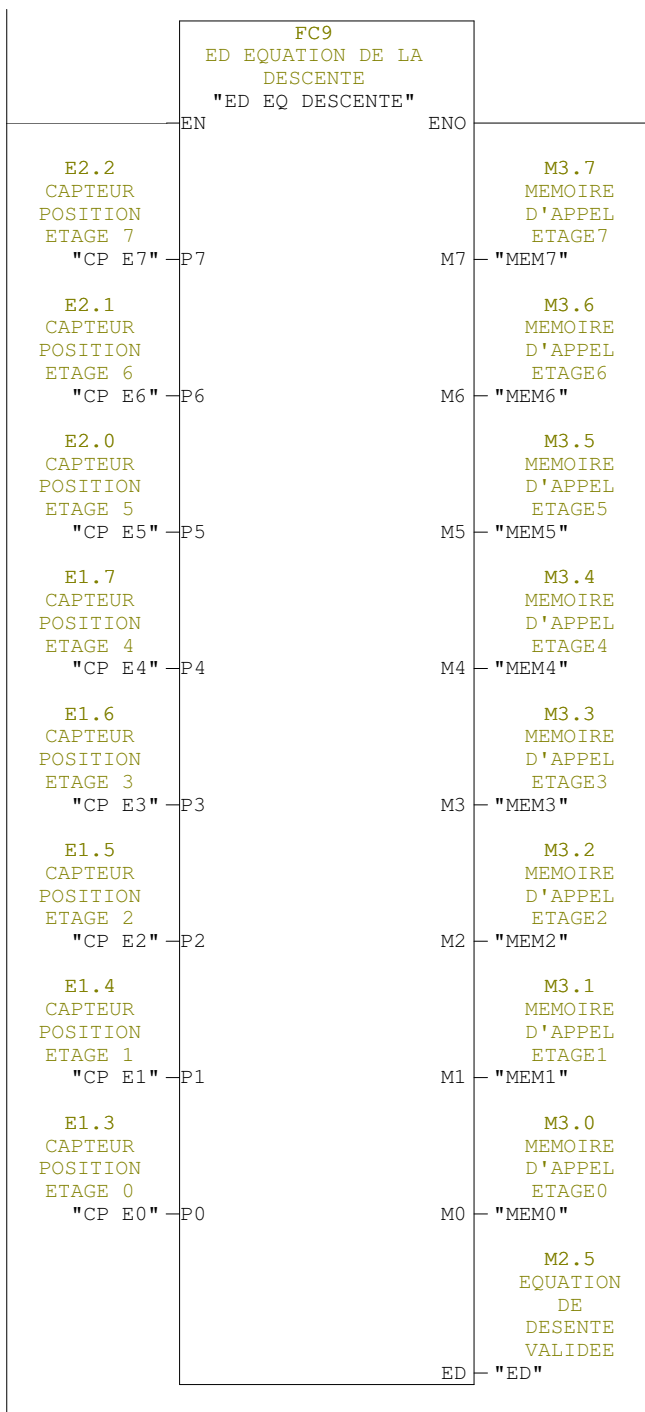 FC9
ED EQUATION DE LA
DESCENTE
"ED EQ DESCENTE"
EN ENO
E2.2 M3.7
CAPTEUR MEMOIRE
POSITION D'APPEL
ETAGE 7 ETAGE7
"CP E7" P7 M7 "MEM7"
E2.1 M3.6
CAPTEUR MEMOIRE
POSITION D'APPEL
ETAGE 6 ETAGE6
"CP E6" P6 M6 "MEM6"
E2.0 M3.5
CAPTEUR MEMOIRE
POSITION D'APPEL
ETAGE 5 ETAGE5
"CP E5" P5 M5 "MEM5"
E1.7 M3.4
CAPTEUR MEMOIRE
POSITION D'APPEL
ETAGE 4 ETAGE4
"CP E4" P4 M4 "MEM4"
E1.6 M3.3
CAPTEUR MEMOIRE
POSITION D'APPEL
ETAGE 3 ETAGE3
"CP E3" P3 M3 "MEM3"
E1.5 M3.2
CAPTEUR MEMOIRE
POSITION D'APPEL
ETAGE 2 ETAGE2
"CP E2" P2 M2 "MEM2"
E1.4 M3.1
CAPTEUR MEMOIRE
POSITION D'APPEL
ETAGE 1 ETAGE1
"CP E1" P1 M1 "MEM1"
E1.3 M3.0
CAPTEUR MEMOIRE
POSITION D'APPEL
ETAGE 0 ETAGE0
"CP E0" P0 M0 "MEM0"
M2.5
EQUATION
DE
DESENTE
VALIDEE
ED "ED"